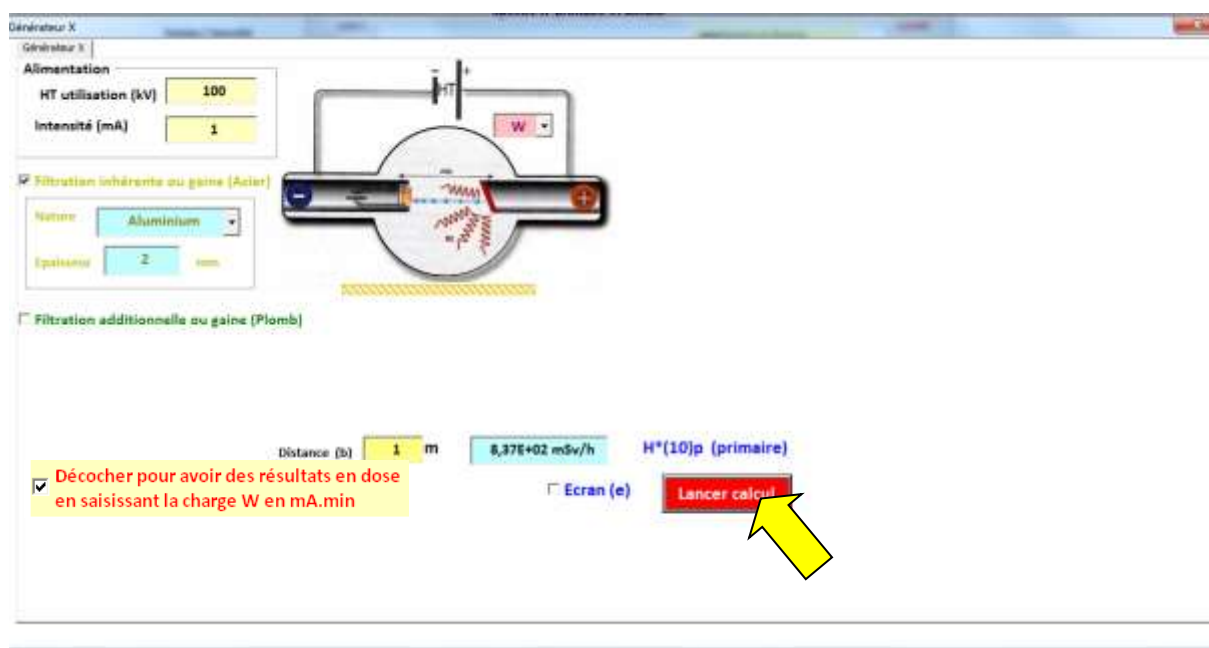 Générateur X
Générateur X
Alimentation
HT utilisation (kV) 100
Intensité (mA) 1
- +
HT
W
- +
Filtration inhérente ou gaine (Acier)
Nature Aluminium
Epaisseur 2 mm
Filtration additionnelle ou gaine (Plomb)
Distance (b) 1 m 8,37E+02 mSv/h H*(10)p (primaire)
Décocher pour avoir des résultats en dose
en saisissant la charge W en mA.min
Ecran (e) Lancer calcul